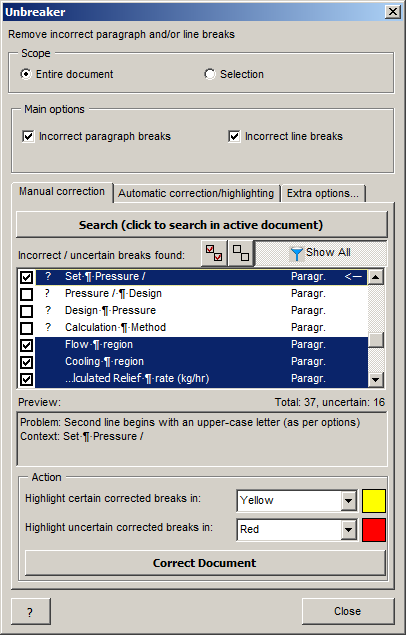 Unbreaker
Remove incorrect paragraph and/or line breaks
Scope
Entire document
Selection
Main options
Incorrect paragraph breaks
Incorrect line breaks
Manual correction
Automatic correction/highlighting
Extra options...
Search (click to search in active document)
Incorrect / uncertain breaks found:
Show All
? Set·¶·Pressure / Paragr. <—
? Pressure /·¶·Design Paragr.
? Design·¶·Pressure Paragr.
? Calculation·¶·Method Paragr.
Flow·¶·region Paragr.
Cooling·¶·region Paragr.
...lculated Relief·¶·rate (kg/hr) Paragr.
Preview:
Total: 37, uncertain: 16
Problem: Second line begins with an upper-case letter (as per options)
Context: Set·¶·Pressure /
Action
Highlight certain corrected breaks in:
Yellow
Highlight uncertain corrected breaks in:
Red
Correct Document
?
Close